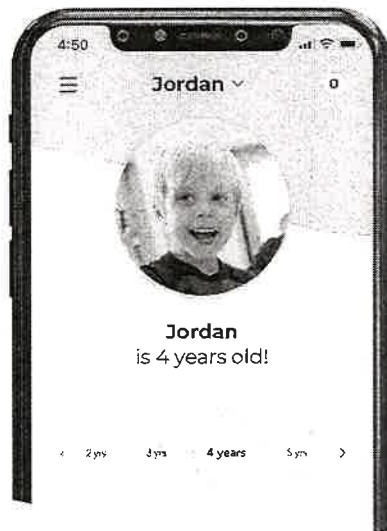 4:50
Jordan
0
Jordan
is 4 years old!
2 yrs 3 yrs 4 years 5 yrs